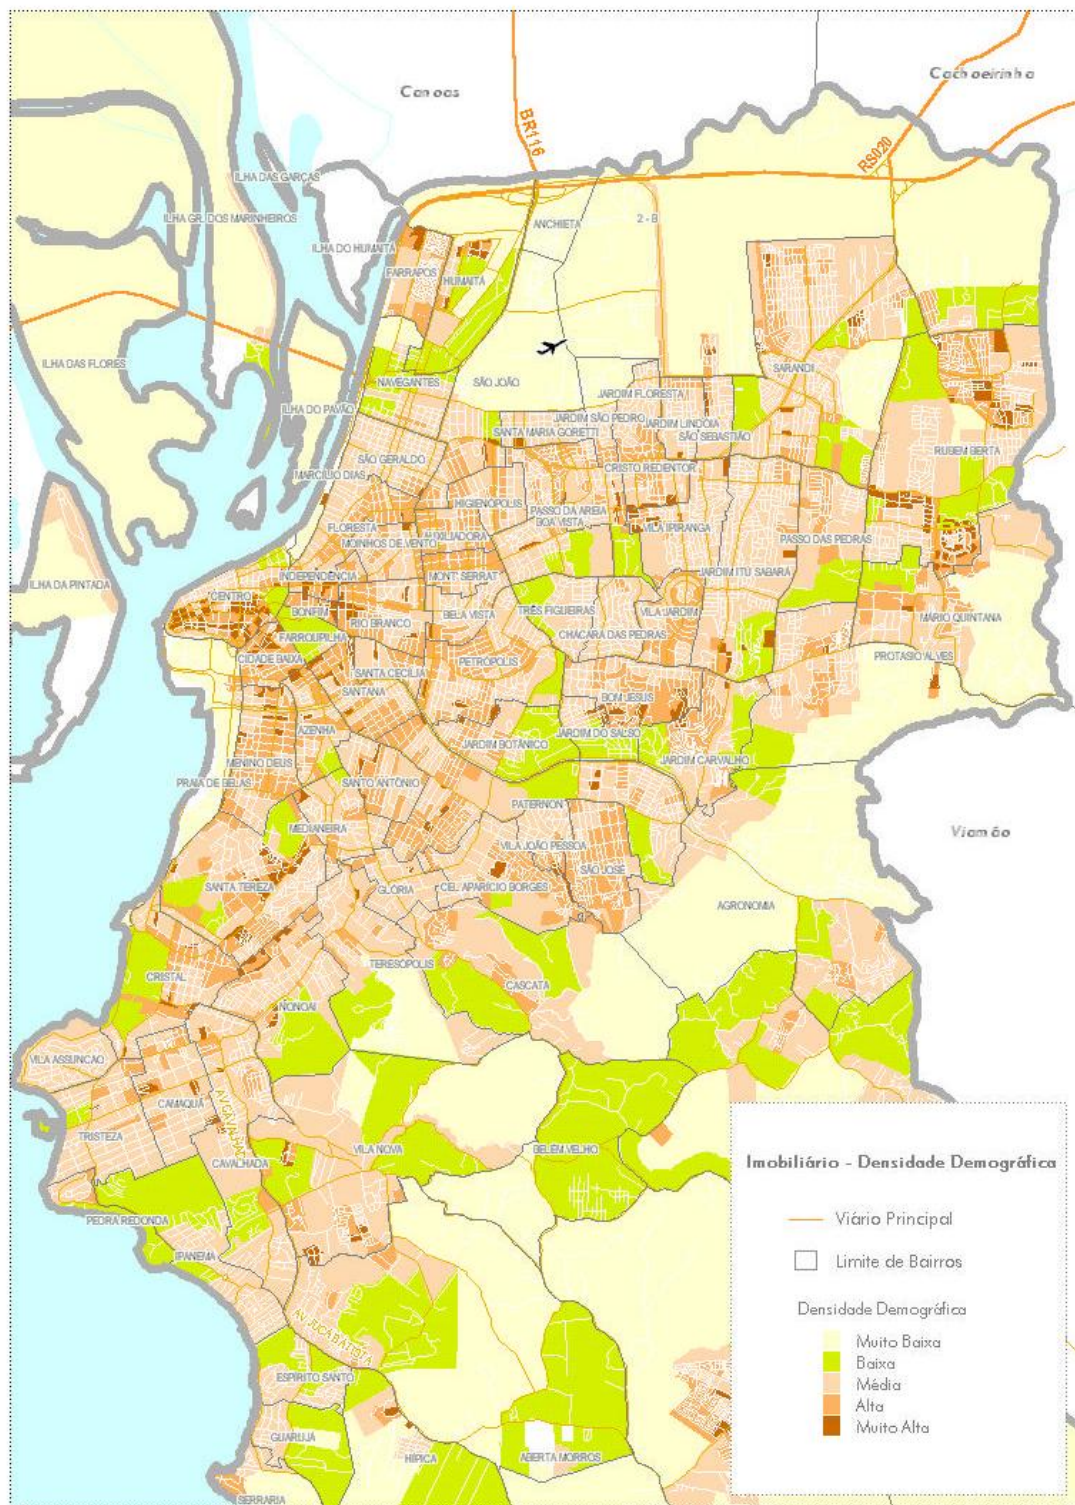 Canoas
Cachoeirinha
BR116
RS020
ILHA DAS GARÇAS
ILHA GR. DOS MARINHEIROS
ANCHIETA
2 - B
ILHA DO HUMAITÁ
FARRAPOS
HUMAITÁ
ILHA DAS FLORES
NAVEGANTES
SÃO JOÃO
SARANDI
JARDIM FLORESTA
ILHA DO PAVÃO
JARDIM SÃO PEDRO
JARDIM LINDÓIA
SANTA MARIA GORETTI
SÃO SEBASTIÃO
RUBEM BERTA
SÃO GERALDO
CRISTO REDENTOR
MARCÍLIO DIAS
HIGIENÓPOLIS
PASSO DA AREIA
BOA VISTA
FLORESTA
VILA IPIRANGA
AUXILIADORA
MOINHOS DE VENTO
PASSO DAS PEDRAS
ILHA DA PINTADA
INDEPENDÊNCIA
MONT' SERRAT
JARDIM ITÚ SABARÁ
CENTRO
BONFIM
BELA VISTA
TRÊS FIGUEIRAS
VILA JARDIM
MÁRIO QUINTANA
RIO BRANCO
FARROUPILHA
CHÁCARA DAS PEDRAS
CIDADE BAIXA
PETRÓPOLIS
PROTÁSIO ALVES
SANTA CECÍLIA
SANTANA
BOM JESUS
AZENHA
JARDIM BOTÂNICO
JARDIM DO SALSO
MENINO DEUS
JARDIM CARVALHO
PRAIA DE BELAS
SANTO ANTÔNIO
PATERNON
Viamão
MEDIANEIRA
VILA JOÃO PESSOA
SÃO JOSÉ
SANTA TEREZA
GLÓRIA
CEL. APARÍCIO BORGES
AGRONOMIA
TERESÓPOLIS
CRISTAL
CASCATA
NONOAI
VILA ASSUNÇÃO
CAMAQUÃ
AV CAVALHADA
TRISTEZA
CAVALHADA
VILA NOVA
BELÉM VELHO
PEDRA REDONDA
IPANEMA
AV JUCA BATISTA
ESPÍRITO SANTO
GUARUJÁ
HÍPICA
ABERTA MORROS
SERRARIA
Imobiliário - Densidade Demográfica
Viário Principal
Limite de Bairros
Densidade Demográfica
Muito Baixa
Baixa
Média
Alta
Muito Alta